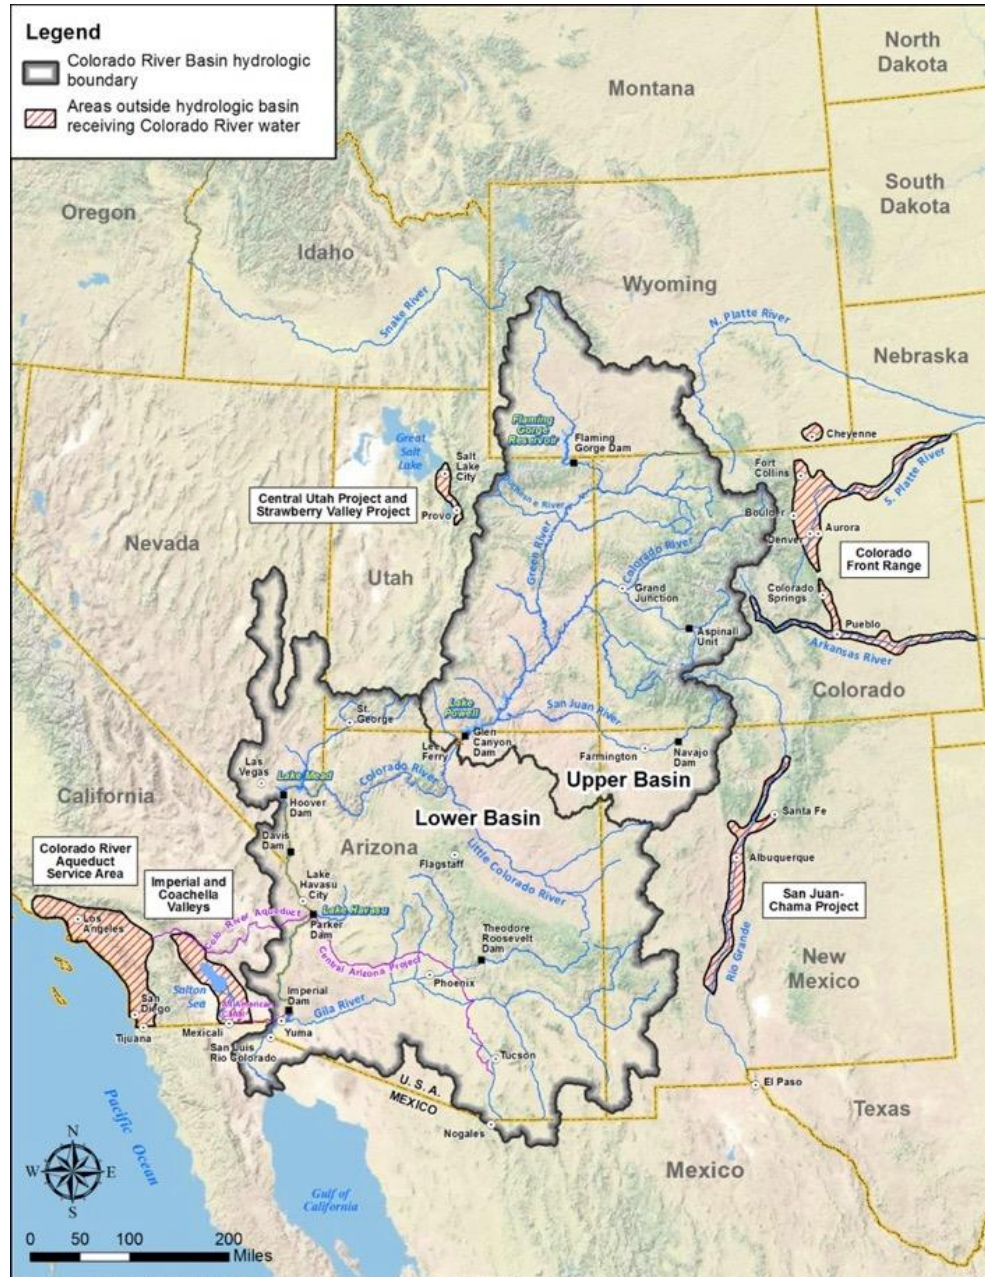 Legend
Colorado River Basin hydrologic
boundary
Areas outside hydrologic basin
receiving Colorado River water
North
Dakota
Montana
South
Dakota
Oregon
Idaho
Snake River
Wyoming
N. Platte River
Nebraska
Flaming
Gorge
Reservoir
Flaming
Gorge Dam
Cheyenne
Great
Salt
Lake
Salt
Lake
City
Central Utah Project and
Strawberry Valley Project
Provo
Fort
Collins
S. Platte River
Boulder
Denver
Aurora
Colorado
Front Range
Nevada
Utah
River
Green River
Colorado River
Grand
Junction
Colorado
Springs
Aspinall
Unit
Pueblo
Arkansas River
Colorado
St.
George
Lake
Powell
San Juan River
Glen
Canyon
Dam
Lee
Ferry
Farmington
Navajo
Dam
Las
Vegas
Lake Mead
Colorado River
Upper Basin
California
Hoover
Dam
Lower Basin
Santa Fe
Davis
Dam
Arizona
Colorado River
Aqueduct
Service Area
Flagstaff
Little Colorado River
Albuquerque
Imperial and
Coachella
Valleys
Lake
Havasu
City
San Juan-
Chama Project
Los
Angeles
Colo. River Aqueduct
Lake Havasu
Parker
Dam
Theodore
Roosevelt
Dam
Central Arizona Project
Rio Grande
New
Mexico
Phoenix
Salton
Sea
San
Diego
All American
Canal
Imperial
Dam
Gila River
Tijuana
Mexicali
Yuma
San Luis
Rio Colorado
Tucson
U. S. A.
MEXICO
El Paso
Texas
Nogales
Pacific Ocean
Mexico
Gulf of
California
N
W E
S
0 50 100 200
Miles